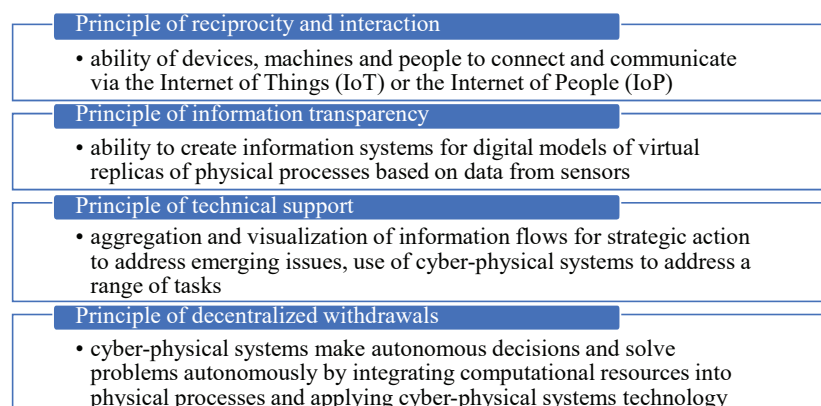 Principle of reciprocity and interaction
• ability of devices, machines and people to connect and communicate
via the Internet of Things (IoT) or the Internet of People (IoP)
Principle of information transparency
• ability to create information systems for digital models of virtual
replicas of physical processes based on data from sensors
Principle of technical support
• aggregation and visualization of information flows for strategic action
to address emerging issues, use of cyber-physical systems to address a
range of tasks
Principle of decentralized withdrawals
• cyber-physical systems make autonomous decisions and solve
problems autonomously by integrating computational resources into
physical processes and applying cyber-physical systems technology